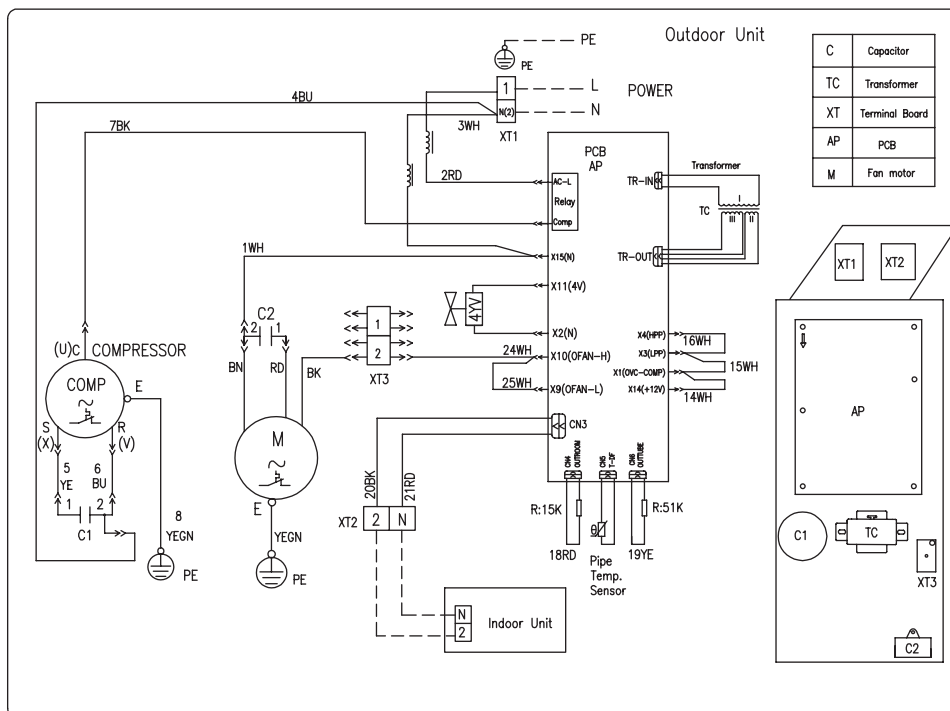 Outdoor Unit
PE
PE
L
POWER
N
1
N(2)
XT1
4BU
3WH
7BK
2RD
C Capacitor
TC Transformer
XT Terminal Board
AP PCB
M Fan motor
PCB
AP
AC-L
Relay
Comp
TR-IN
Transformer
TC
I
III
II
TR-OUT
X15(N)
X11(4V)
4YV
X2(N)
X10(OFAN-H)
X9(OFAN-L)
X4(HPP)
X3(LPP)
X1(OVC-COMP)
X14(+12V)
16WH
15WH
14WH
1WH
C2
2
1
BN
RD
BK
1
2
XT3
24WH
25WH
(U)C COMPRESSOR
COMP
E
S
(X)
R
(V)
5
YE
6
BU
1
2
C1
8
YEGN
PE
M
E
YEGN
PE
CN3
20BK
21RD
XT2
2
N
CN4
OUTROOM
CN5
T-DF
CN6
OUTTUBE
R:15K
θ
R:51K
18RD
Pipe
Temp.
Sensor
19YE
N
2
Indoor Unit
XT1
XT2
AP
C1
TC
XT3
C2